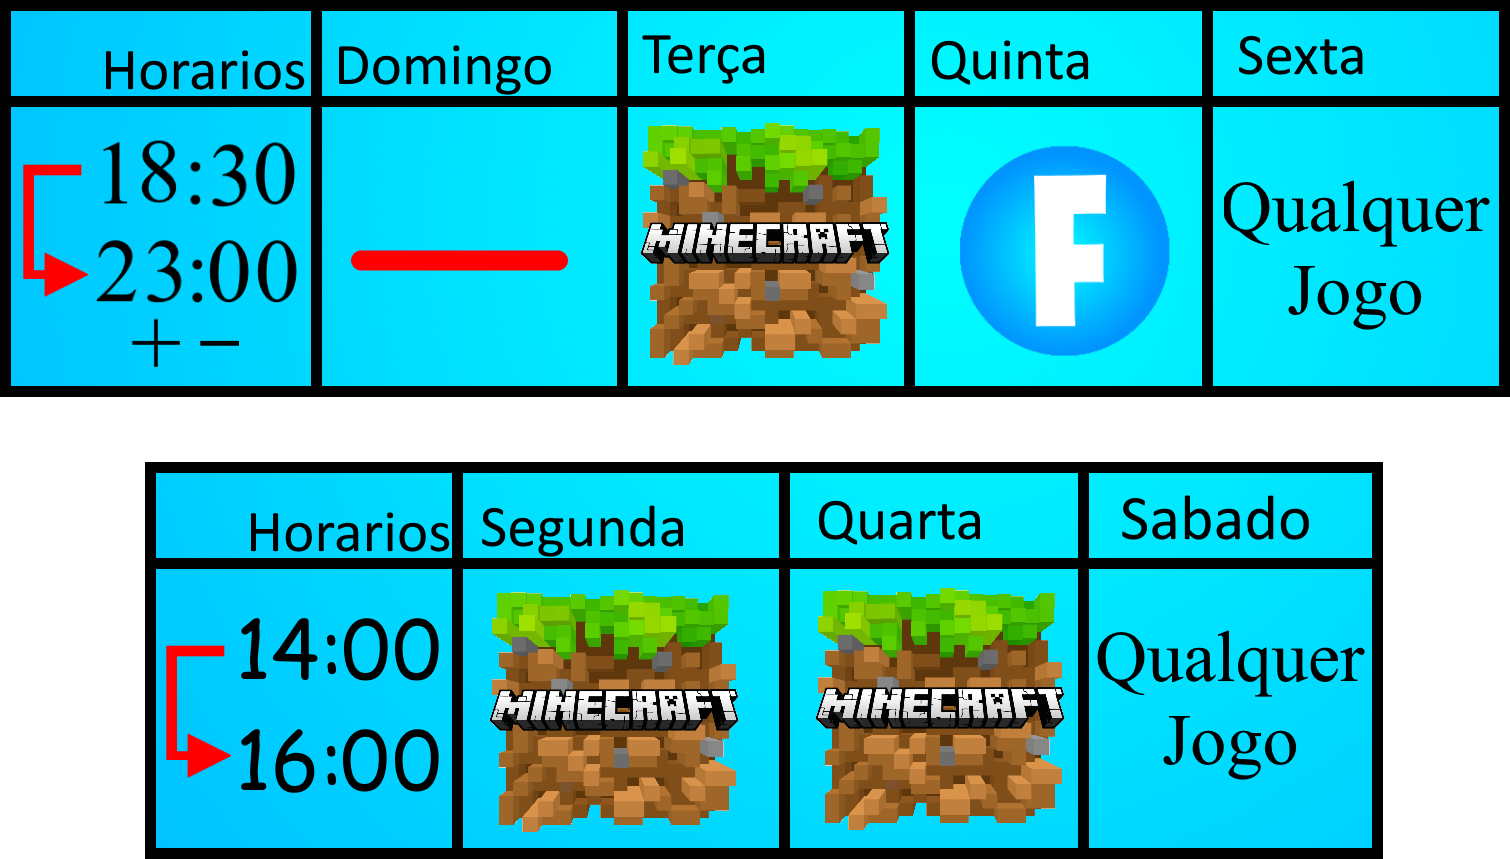 Horarios Domingo Terça Quinta Sexta
18:30
23:00
+ -
MINECRAFT
F
Qualquer
Jogo
Horarios Segunda Quarta Sabado
14:00
16:00
MINECRAFT
MINECRAFT
Qualquer
Jogo